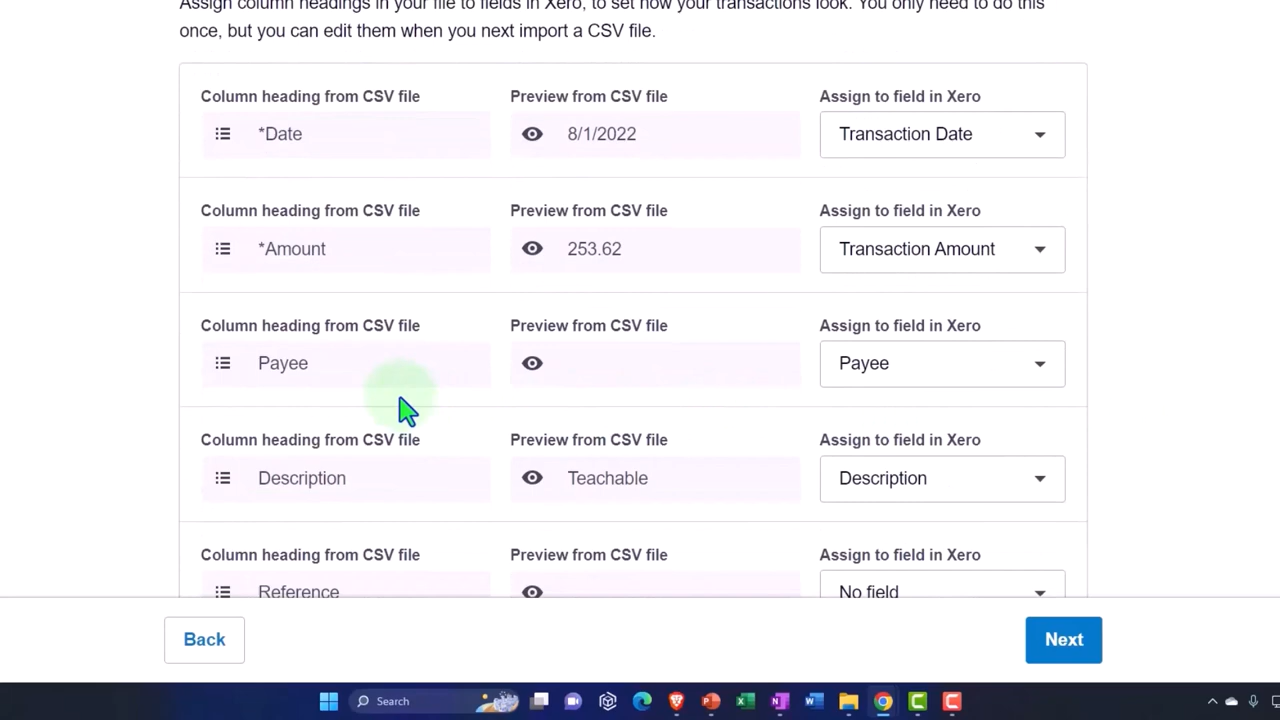 Assign column headings in your file to fields in Xero, to set how your transactions look. You only need to do this
once, but you can edit them when you next import a CSV file.
Column heading from CSV file Preview from CSV file Assign to field in Xero
*Date 8/1/2022 Transaction Date
Column heading from CSV file Preview from CSV file Assign to field in Xero
*Amount 253.62 Transaction Amount
Column heading from CSV file Preview from CSV file Assign to field in Xero
Payee Payee
Column heading from CSV file Preview from CSV file Assign to field in Xero
Description Teachable Description
Column heading from CSV file Preview from CSV file Assign to field in Xero
Reference No field
Back Next
Search